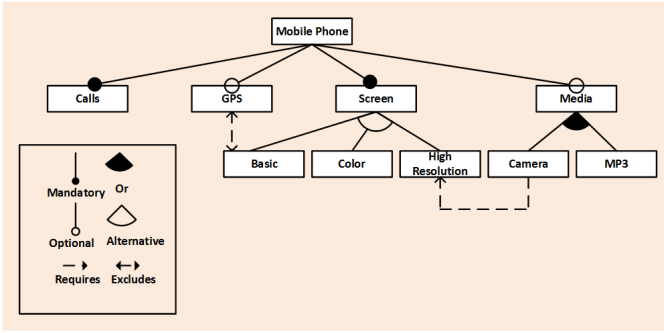 Mobile Phone
Calls
GPS
Screen
Media
Basic
Color
High
Resolution
Camera
MP3
Mandatory
Or
Optional
Alternative
Requires
Excludes